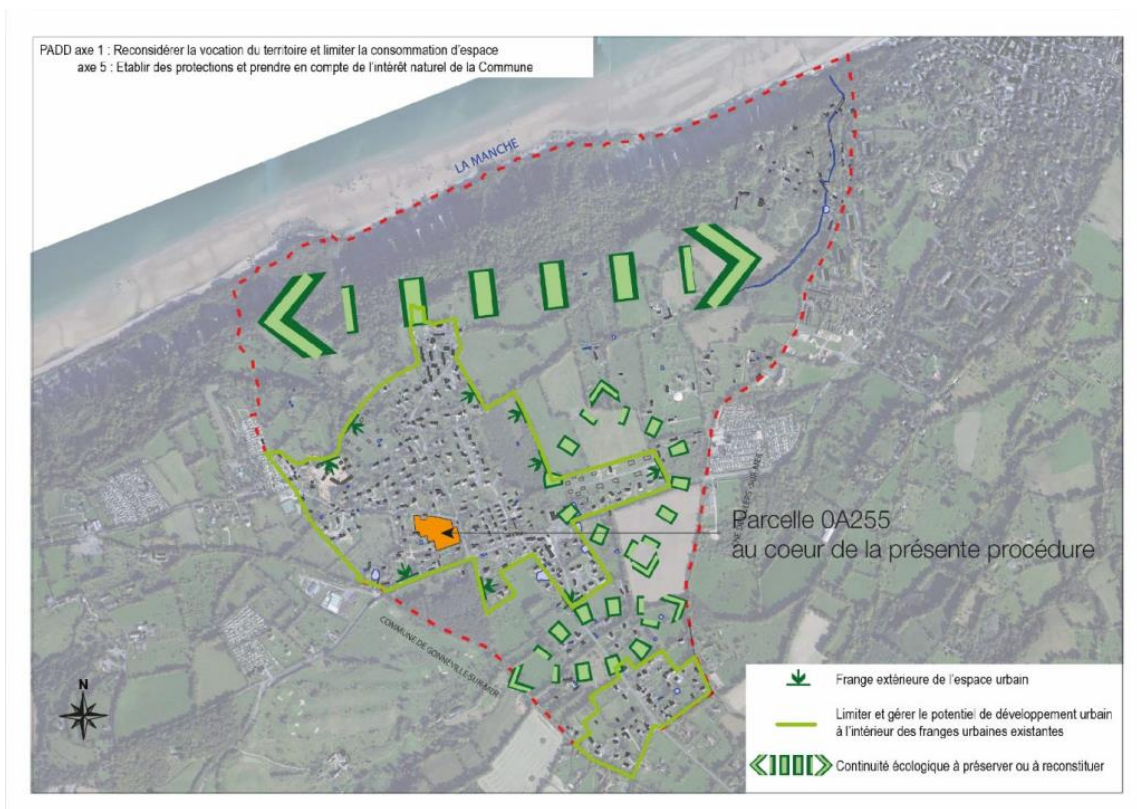 PADD axe 1 : Reconsidérer la vocation du territoire et limiter la consommation d'espace
axe 5 : Etablir des protections et prendre en compte de l'intérêt naturel de la Commune
LA MANCHE
VILLERS-SUR-MER
Parcelle 0A255
au coeur de la présente procédure
COMMUNE DE GONNEVILLE-SUR-MER
N
Frange extérieure de l'espace urbain
Limiter et gérer le potentiel de développement urbain
à l'intérieur des franges urbaines existantes
Continuité écologique à préserver ou à reconstituer